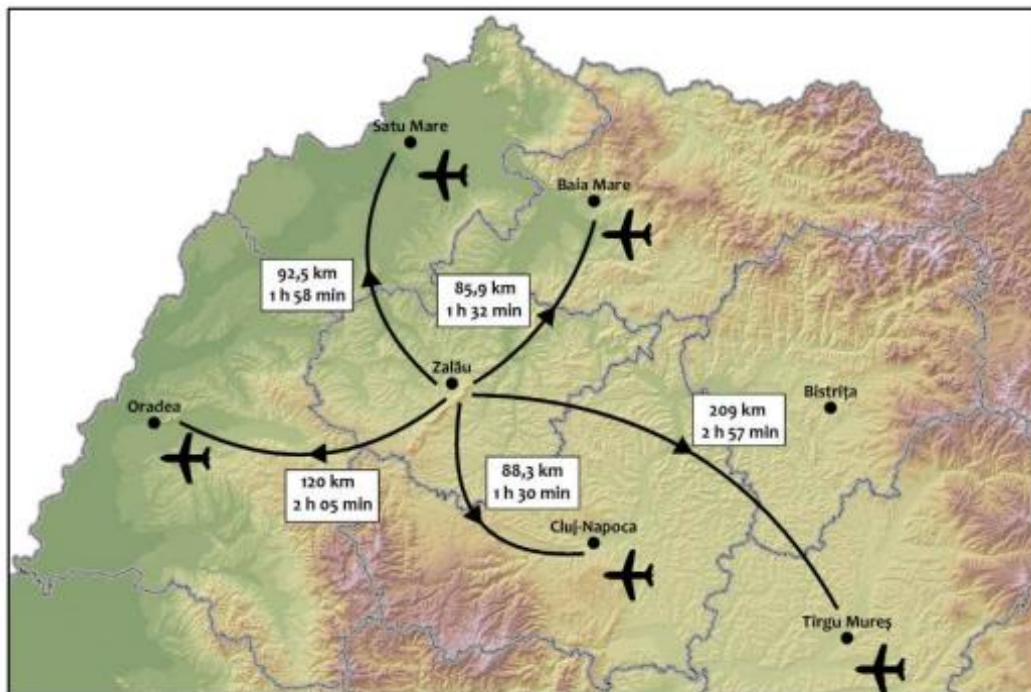 Satu Mare
Baia Mare
92,5 km
1 h 58 min
85,9 km
1 h 32 min
Zalău
Bistrița
Oradea
209 km
2 h 57 min
88,3 km
1 h 30 min
120 km
2 h 05 min
Cluj-Napoca
Tîrgu Mureș